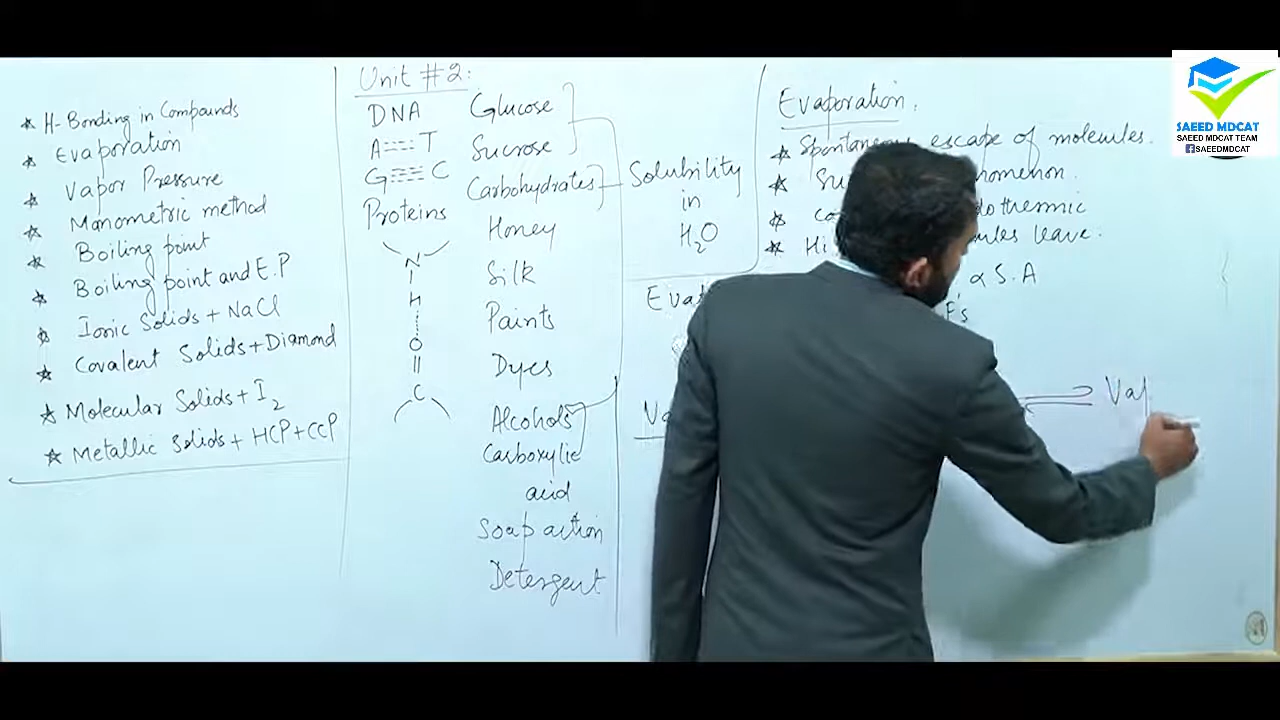 ★ H-Bonding in Compounds
★ Evaporation
★ Vapor Pressure
★ Manometric method
★ Boiling point
★ Boiling point and E.P
★ Ionic Solids + NaCl
★ Covalent Solids + Diamond
★ Molecular Solids + I2
★ Metallic Solids + HCP + CCP
Unit #2:
DNA
A T
G C
Proteins
N
H
O
C
Glucose
Sucrose
Carbohydrates
Honey
Silk
Paints
Dyes
Alcohols
Carboxylic
acid
Soap action
Detergent
Solubility
in
H2O
Evaporation.
★ escape of molecules.
★
★
★ leave.
α S.A
Va
SAEED MDCAT
SAEED MDCAT TEAM
SAEEDMDCAT